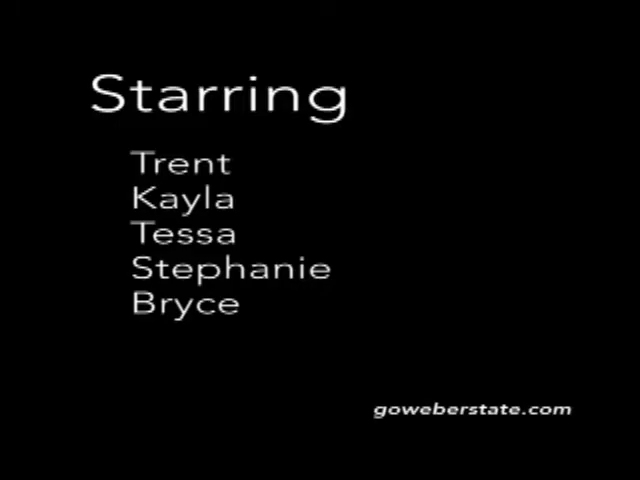 Starring
Trent
Kayla
Tessa
Stephanie
Bryce
goweberstate.com